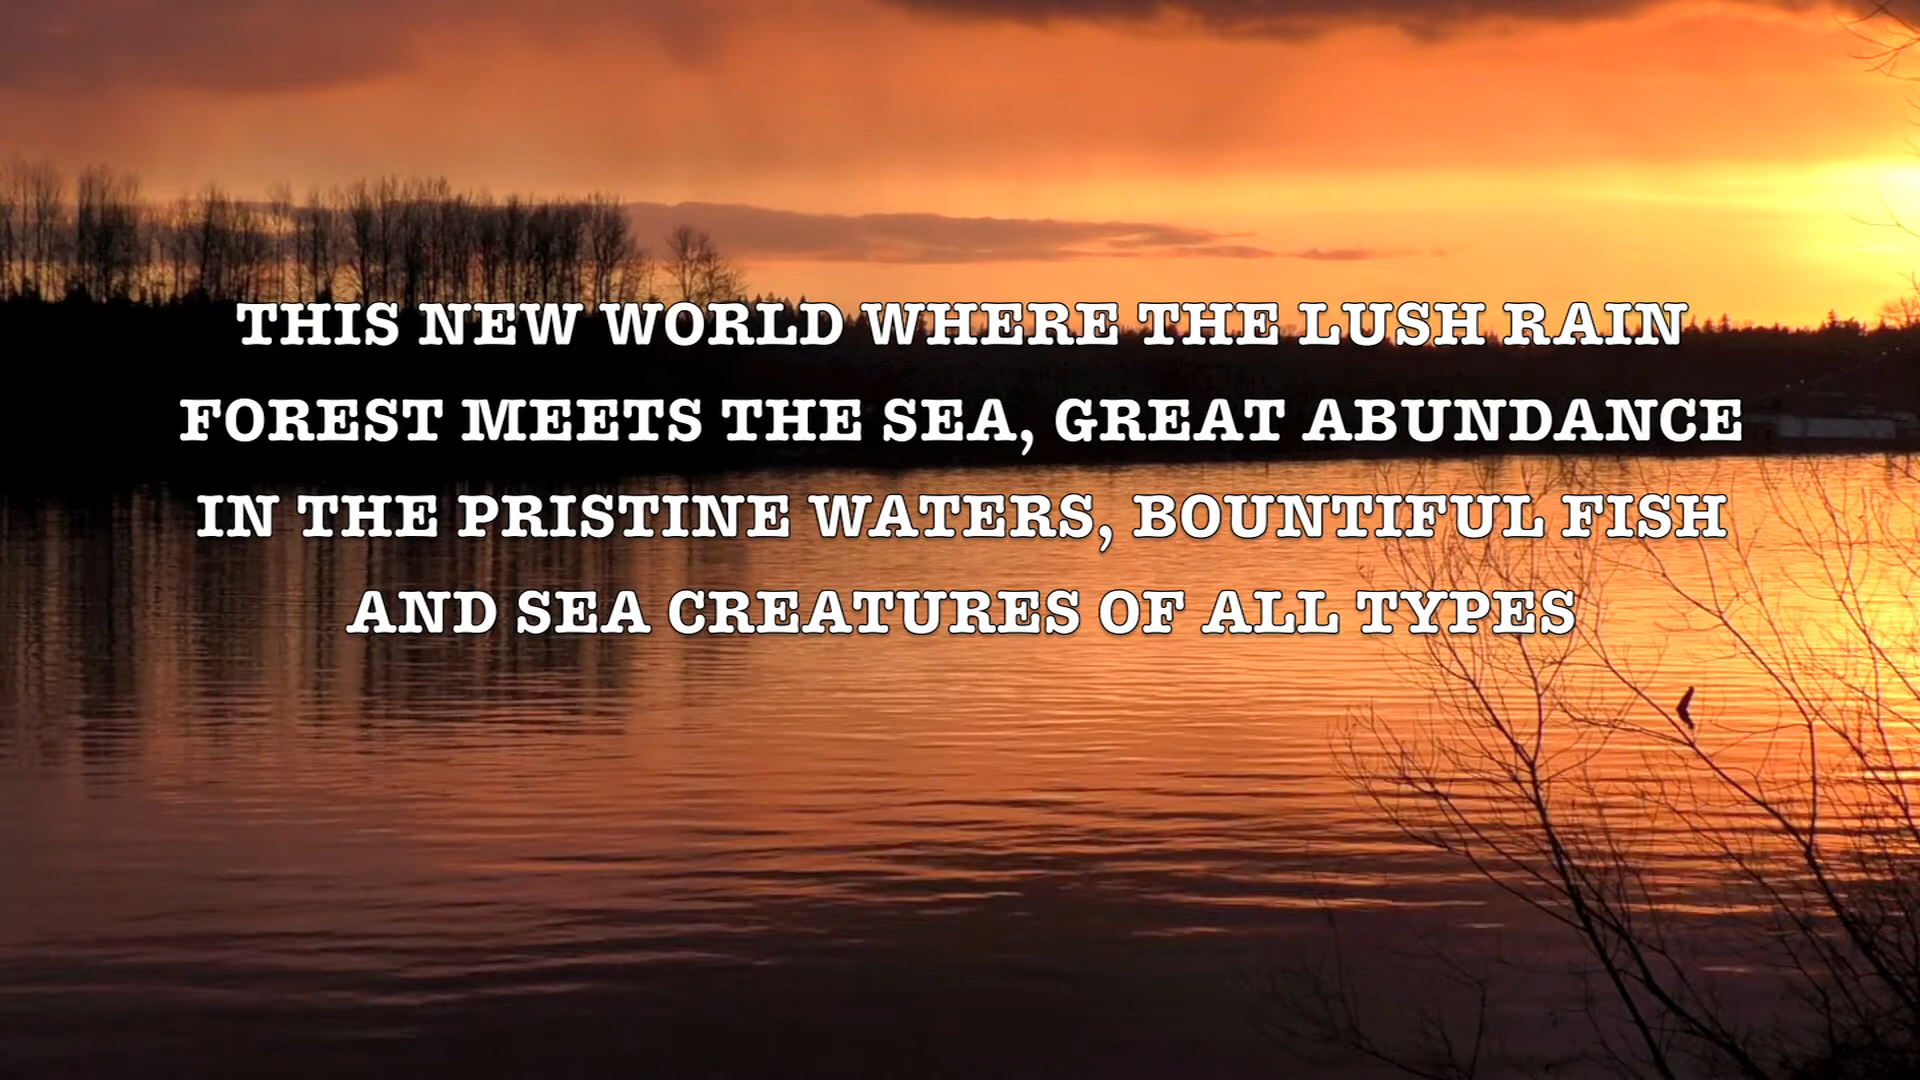 THIS NEW WORLD WHERE THE LUSH RAIN
FOREST MEETS THE SEA, GREAT ABUNDANCE
IN THE PRISTINE WATERS, BOUNTIFUL FISH
AND SEA CREATURES OF ALL TYPES